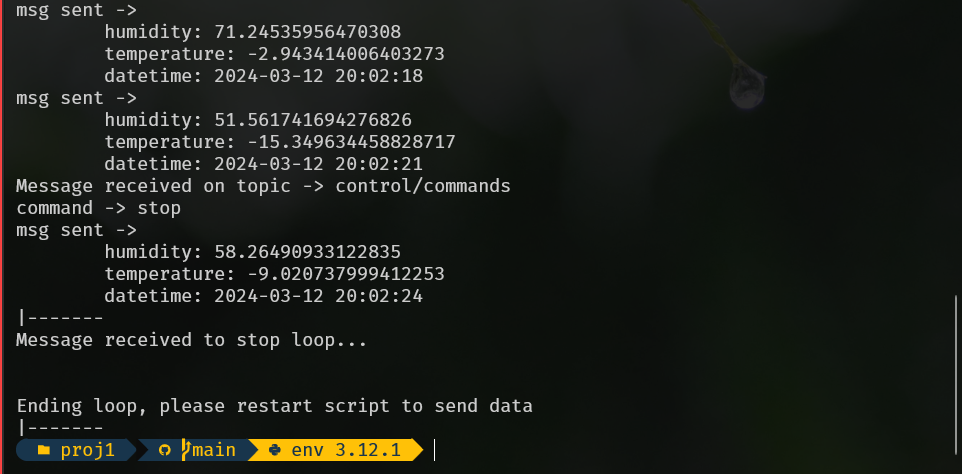 msg sent ->
humidity: 71.24535956470308
temperature: -2.943414006403273
datetime: 2024-03-12 20:02:18
msg sent ->
humidity: 51.561741694276826
temperature: -15.349634458828717
datetime: 2024-03-12 20:02:21
Message received on topic -> control/commands
command -> stop
msg sent ->
humidity: 58.26490933122835
temperature: -9.020737999412253
datetime: 2024-03-12 20:02:24
|-------
Message received to stop loop...
Ending loop, please restart script to send data
|-------
proj1 main env 3.12.1